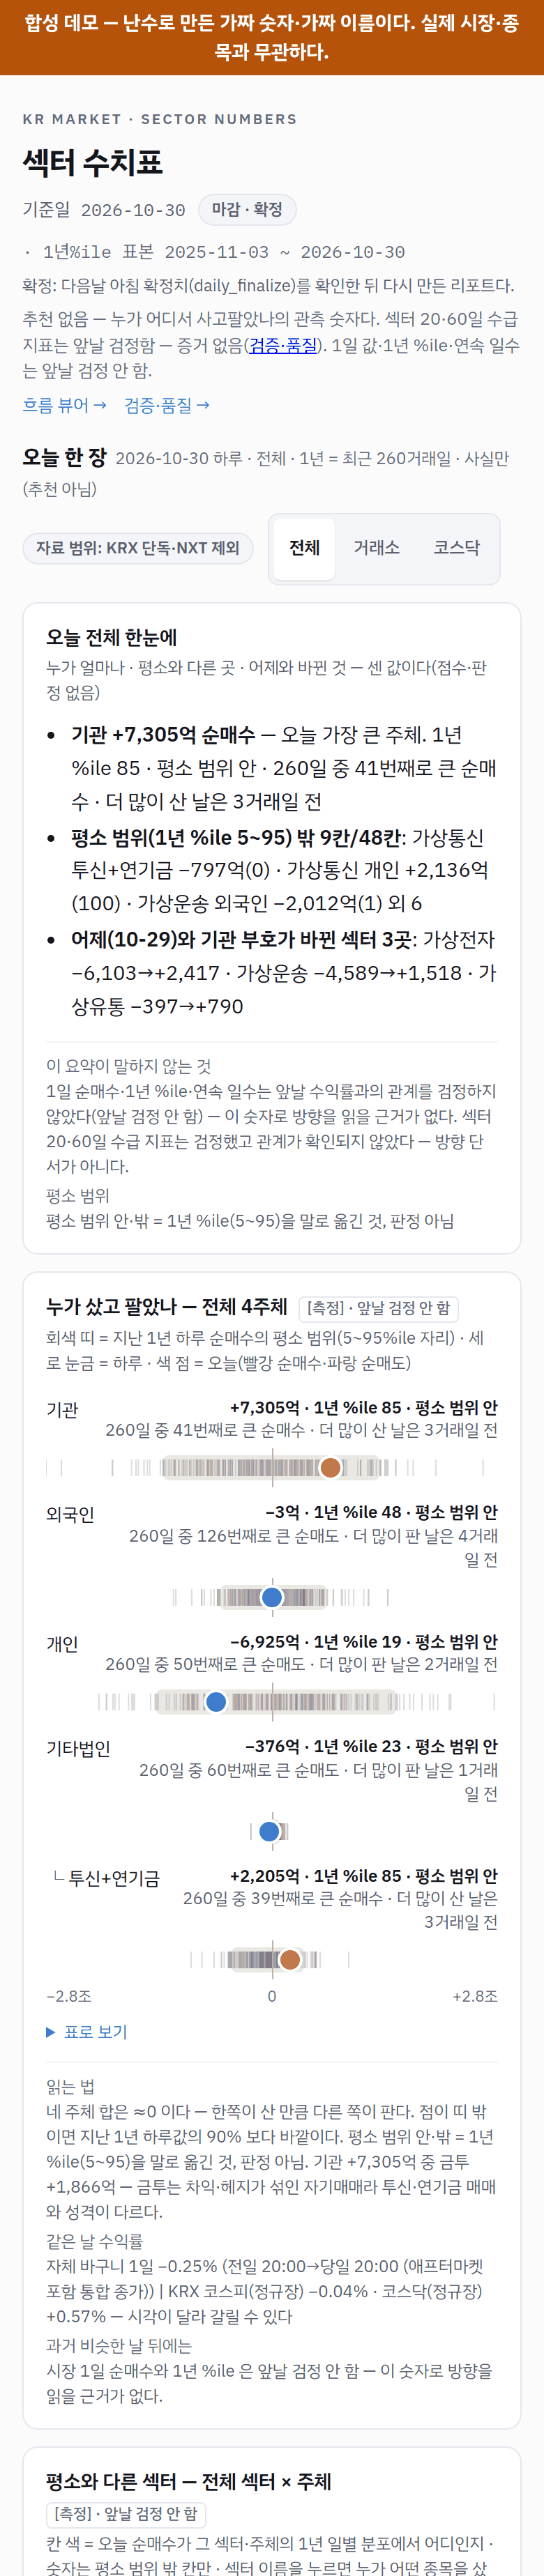 합성 데모 — 난수로 만든 가짜 숫자·가짜 이름이다. 실제 시장·종
목과 무관하다.
KR MARKET · SECTOR NUMBERS
섹터 수치표
기준일 2026-10-30 마감 · 확정
· 1년%ile 표본 2025-11-03 ~ 2026-10-30
확정: 다음날 아침 확정치(daily_finalize)를 확인한 뒤 다시 만든 리포트다.
추천 없음 — 누가 어디서 사고팔았나의 관측 숫자다. 섹터 20·60일 수급
지표는 앞날 검정함 — 증거 없음(검증·품질). 1일 값·1년 %ile·연속 일수
는 앞날 검정 안 함.
흐름 뷰어 → 검증·품질 →
오늘 한 장 2026-10-30 하루 · 전체 · 1년 = 최근 260거래일 · 사실만
(추천 아님)
자료 범위: KRX 단독·NXT 제외 전체 거래소 코스닥
오늘 전체 한눈에
누가 얼마나 · 평소와 다른 곳 · 어제와 바뀐 것 — 센 값이다(점수·판
정 없음)
• 기관 +7,305억 순매수 — 오늘 가장 큰 주체. 1년
%ile 85 · 평소 범위 안 · 260일 중 41번째로 큰 순매
수 · 더 많이 산 날은 3거래일 전
• 평소 범위(1년 %ile 5~95) 밖 9칸/48칸: 가상통신
투신+연기금 −797억(0) · 가상통신 개인 +2,136억
(100) · 가상운송 외국인 −2,012억(1) 외 6
• 어제(10-29)와 기관 부호가 바뀐 섹터 3곳: 가상전자
−6,103→+2,417 · 가상운송 −4,589→+1,518 · 가
상유통 −397→+790
이 요약이 말하지 않는 것
1일 순매수·1년 %ile·연속 일수는 앞날 수익률과의 관계를 검정하지
않았다(앞날 검정 안 함) — 이 숫자로 방향을 읽을 근거가 없다. 섹터
20·60일 수급 지표는 검정했고 관계가 확인되지 않았다 — 방향 단
서가 아니다.
평소 범위
평소 범위 안·밖 = 1년 %ile(5~95)을 말로 옮긴 것, 판정 아님
누가 샀고 팔았나 — 전체 4주체 [측정] · 앞날 검정 안 함
회색 띠 = 지난 1년 하루 순매수의 평소 범위(5~95%ile 자리) · 세
로 눈금 = 하루 · 색 점 = 오늘(빨강 순매수·파랑 순매도)
기관 +7,305억 · 1년 %ile 85 · 평소 범위 안
260일 중 41번째로 큰 순매수 · 더 많이 산 날은 3거래일 전
외국인 −3억 · 1년 %ile 48 · 평소 범위 안
260일 중 126번째로 큰 순매도 · 더 많이 판 날은 4거래
일 전
개인 −6,925억 · 1년 %ile 19 · 평소 범위 안
260일 중 50번째로 큰 순매도 · 더 많이 판 날은 2거래일 전
기타법인 −376억 · 1년 %ile 23 · 평소 범위 안
260일 중 60번째로 큰 순매도 · 더 많이 판 날은 1거래
일 전
└ 투신+연기금 +2,205억 · 1년 %ile 85 · 평소 범위 안
260일 중 39번째로 큰 순매수 · 더 많이 산 날은
3거래일 전
−2.8조 0 +2.8조
▶ 표로 보기
읽는 법
네 주체 합은 ≈0 이다 — 한쪽이 산 만큼 다른 쪽이 판다. 점이 띠 밖
이면 지난 1년 하루값의 90% 보다 바깥이다. 평소 범위 안·밖 = 1년
%ile(5~95)을 말로 옮긴 것, 판정 아님. 기관 +7,305억 중 금투
+1,866억 — 금투는 차익·헤지가 섞인 자기매매라 투신·연기금 매매
와 성격이 다르다.
같은 날 수익률
자체 바구니 1일 −0.25% (전일 20:00→당일 20:00 (애프터마켓
포함 통합 종가)) | KRX 코스피(정규장) −0.04% · 코스닥(정규장)
+0.57% — 시각이 달라 갈릴 수 있다
과거 비슷한 날 뒤에는
시장 1일 순매수와 1년 %ile 은 앞날 검정 안 함 — 이 숫자로 방향을
읽을 근거가 없다.
평소와 다른 섹터 — 전체 섹터 × 주체
[측정] · 앞날 검정 안 함
칸 색 = 오늘 순매수가 그 섹터·주체의 1년 일별 분포에서 어디인지 ·
숫자는 평소 범위 밖 칸만 · 섹터 이름을 누르면 누가 어떤 종목을 샀